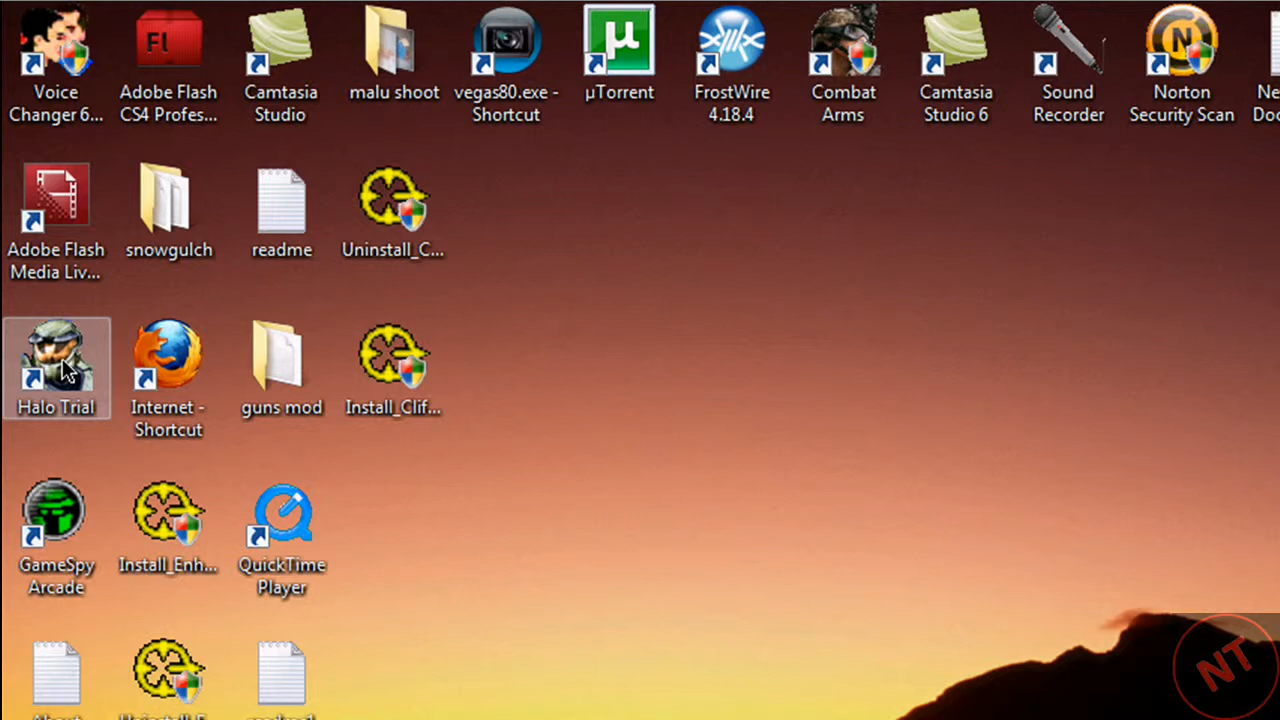 Voice
Changer 6...
Adobe Flash
CS4 Profes...
Camtasia
Studio
malu shoot
vegas80.exe -
Shortcut
µTorrent
FrostWire
4.18.4
Combat
Arms
Camtasia
Studio 6
Sound
Recorder
Norton
Security Scan
Adobe Flash
Media Liv...
snowgulch
readme
Uninstall_C...
Halo Trial
Internet -
Shortcut
guns mod
Install_Clif...
GameSpy
Arcade
Install_Enh...
QuickTime
Player
NT